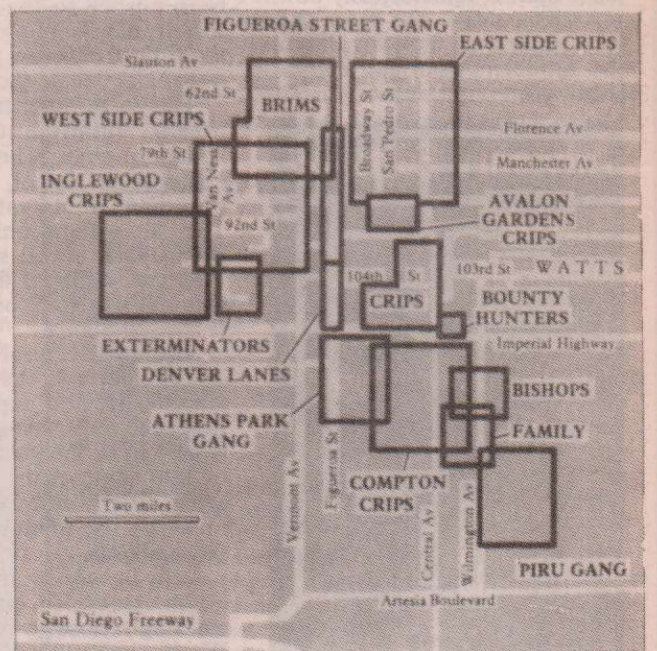 FIGUEROA STREET GANG
EAST SIDE CRIPS
Slauson Av
62nd St
BRIMS
Broadway St
San Pedro St
WEST SIDE CRIPS
Florence Av
79th St
Manchester Av
INGLEWOOD
CRIPS
Van Ness
Av
92nd St
AVALON
GARDENS
CRIPS
104th St
103rd St
WATTS
CRIPS
BOUNTY
HUNTERS
EXTERMINATORS
Imperial Highway
DENVER LANES
BISHOPS
ATHENS PARK
GANG
FAMILY
Figueroa St
COMPTON
CRIPS
Two miles
Vermont Av
Central Av
Wilmington Av
PIRU GANG
Artesia Boulevard
San Diego Freeway